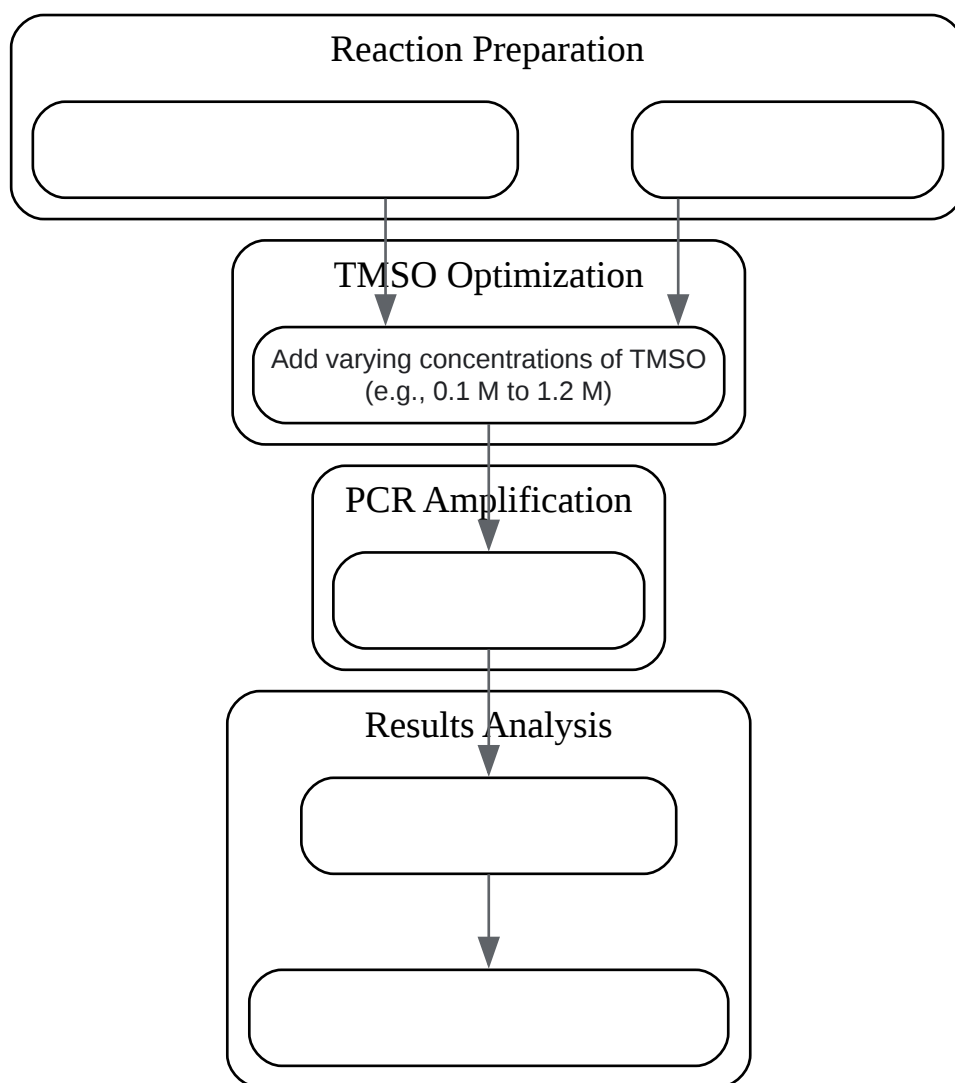 Reaction Preparation
TMSO Optimization
Add varying concentrations of TMSO
(e.g., 0.1 M to 1.2 M)
PCR Amplification
Results Analysis